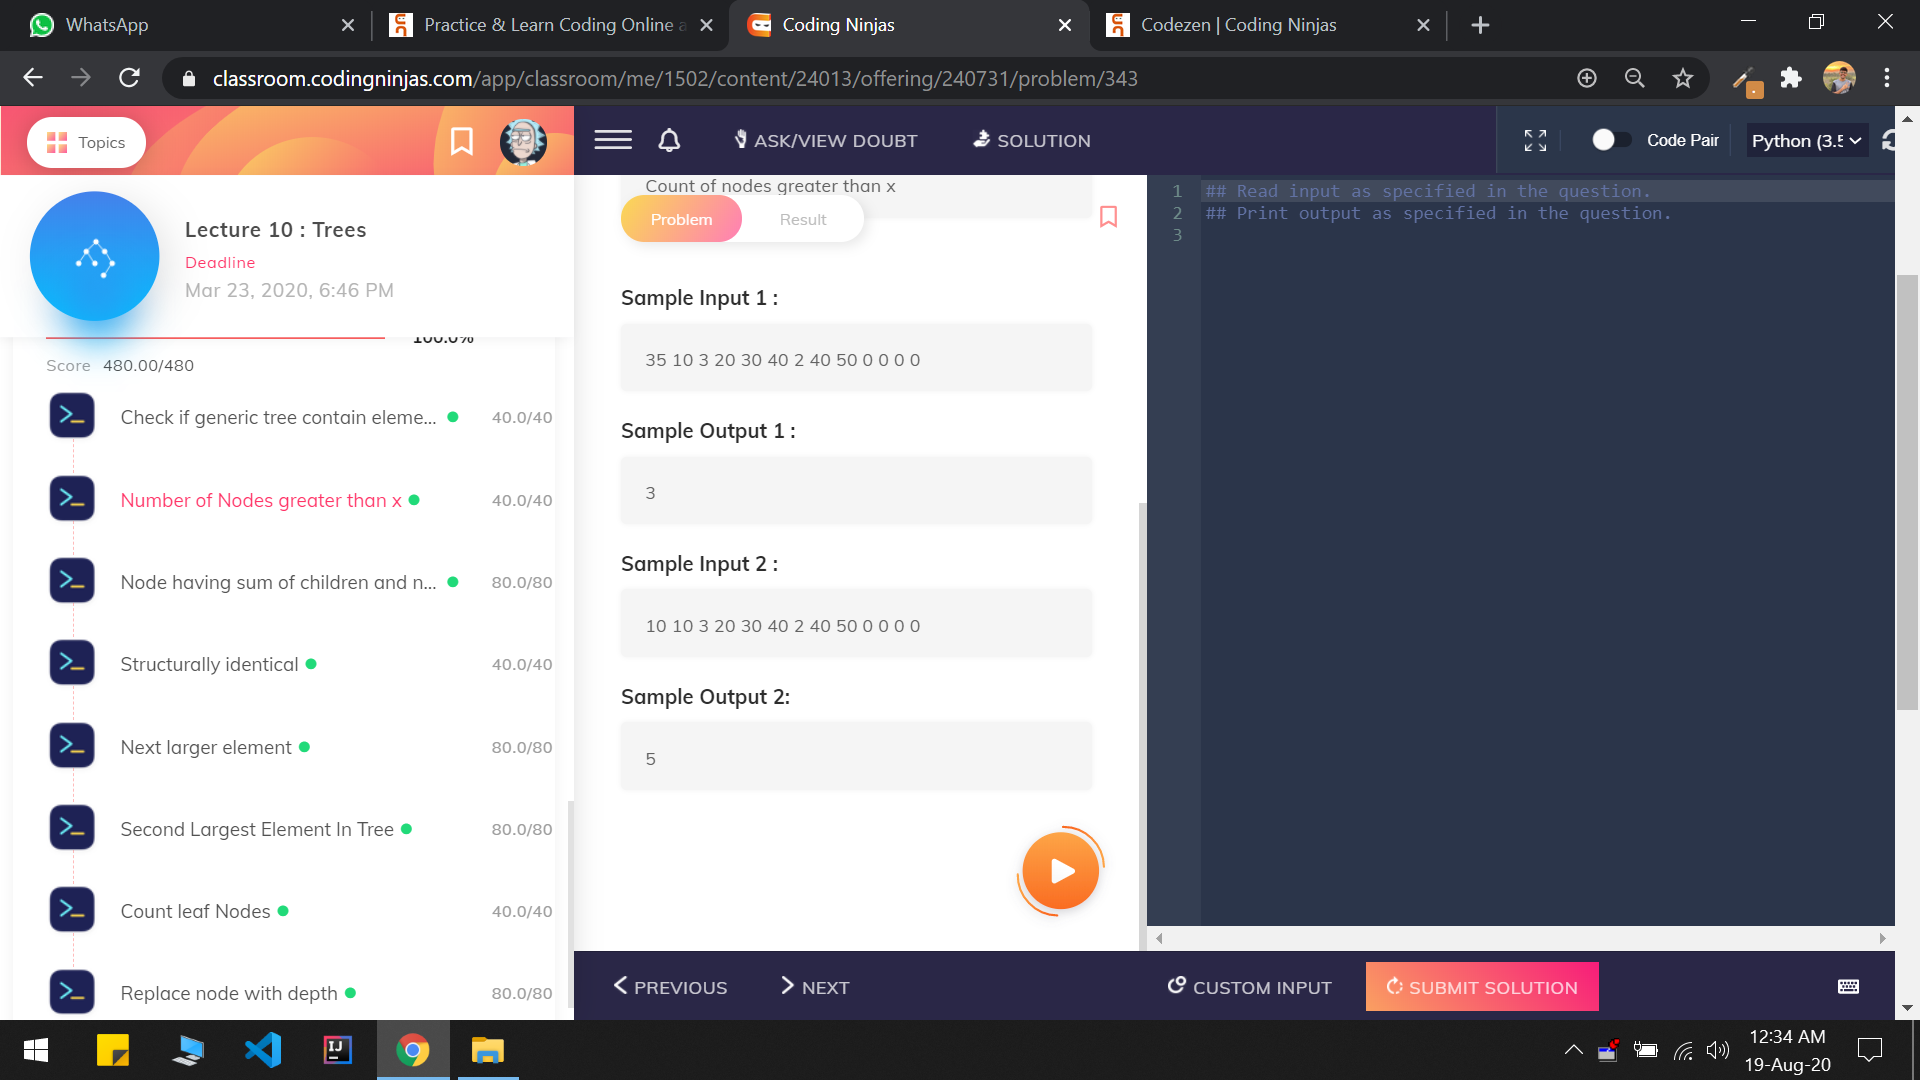 WhatsApp
Practice & Learn Coding Online a
Coding Ninjas
Codezen | Coding Ninjas
classroom.codingninjas.com/app/classroom/me/1502/content/24013/offering/240731/problem/343
Topics
ASK/VIEW DOUBT
SOLUTION
Code Pair
Python (3.5
Lecture 10 : Trees
Deadline
Mar 23, 2020, 6:46 PM
100.0%
Score 480.00/480
Check if generic tree contain eleme... 40.0/40
Number of Nodes greater than x 40.0/40
Node having sum of children and n... 80.0/80
Structurally identical 40.0/40
Next larger element 80.0/80
Second Largest Element In Tree 80.0/80
Count leaf Nodes 40.0/40
Replace node with depth 80.0/80
Count of nodes greater than x
Problem
Result
Sample Input 1 :
35 10 3 20 30 40 2 40 50 0 0 0 0
Sample Output 1 :
3
Sample Input 2 :
10 10 3 20 30 40 2 40 50 0 0 0 0
Sample Output 2:
5
1 ## Read input as specified in the question.
2 ## Print output as specified in the question.
3
PREVIOUS
NEXT
CUSTOM INPUT
SUBMIT SOLUTION
IJ
12:34 AM
19-Aug-20